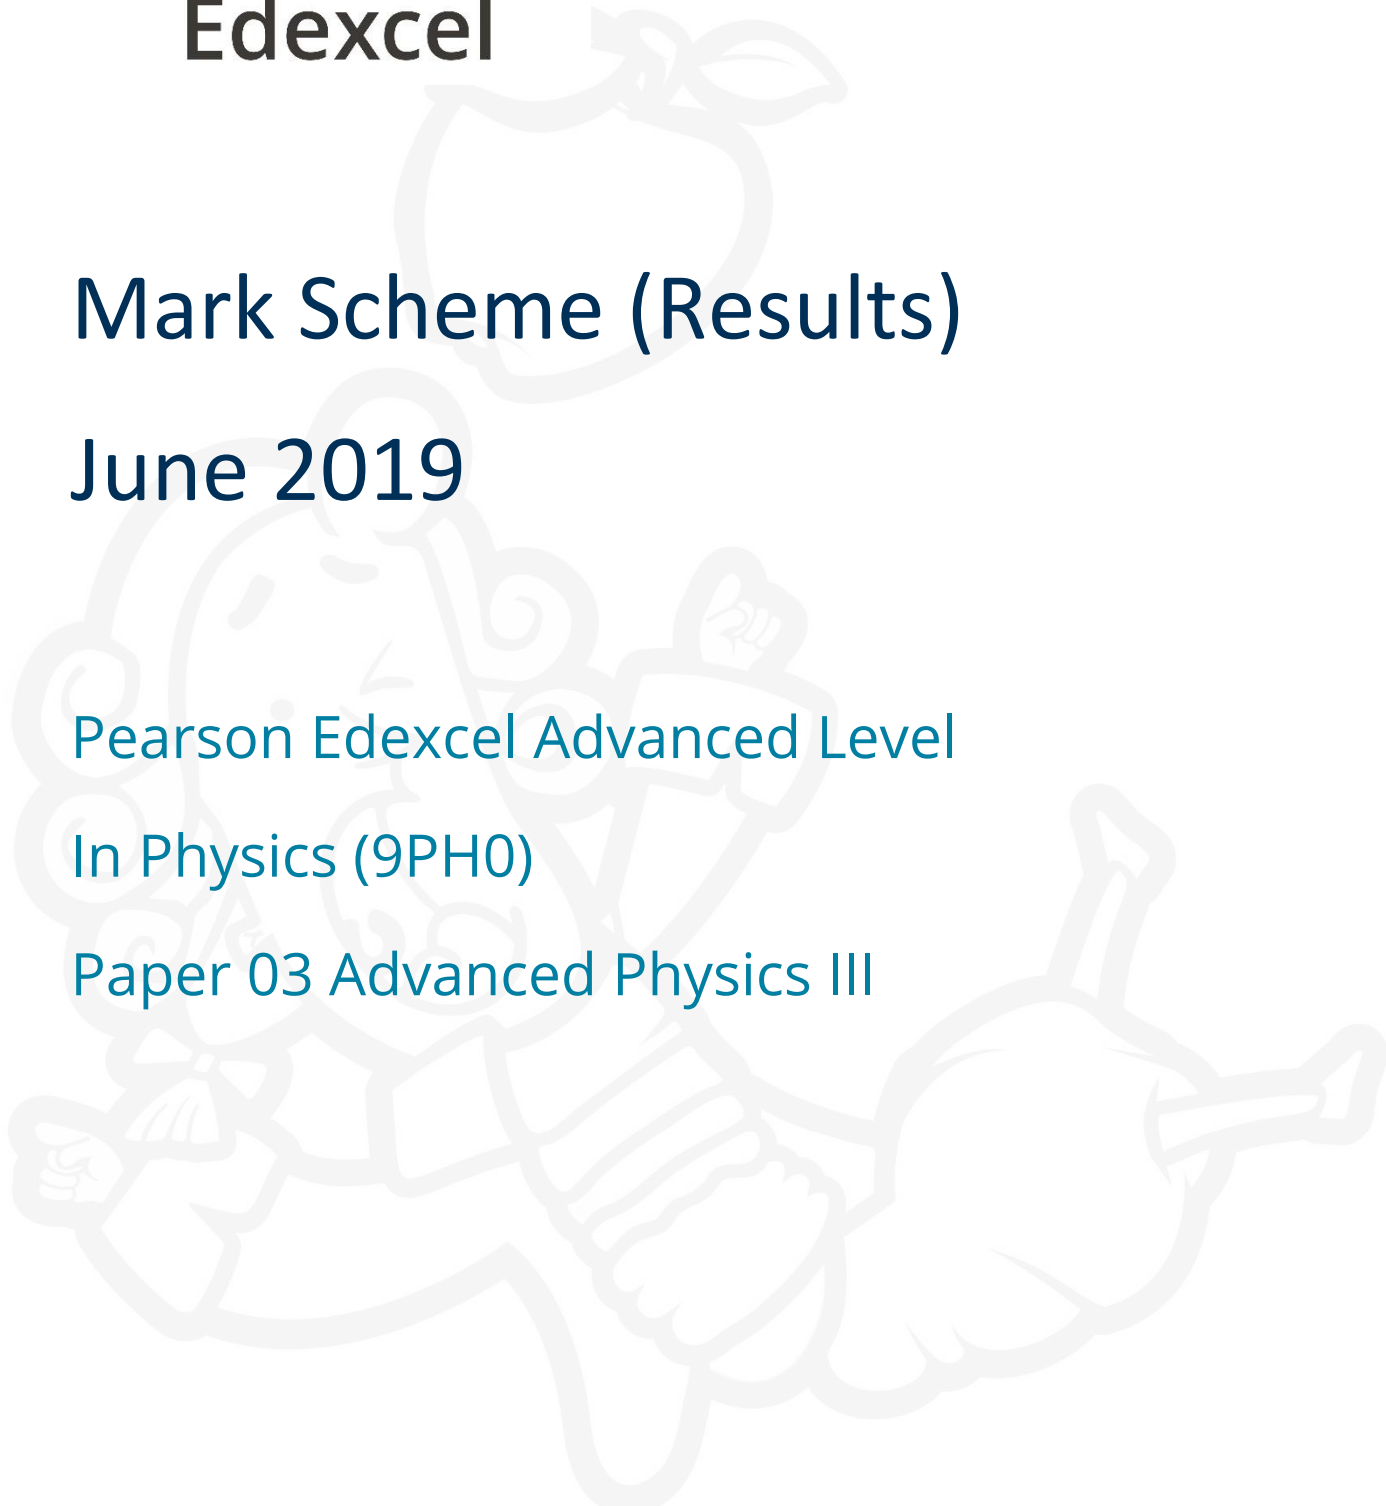 Edexcel
Mark Scheme (Results)
June 2019
Pearson Edexcel Advanced Level
In Physics (9PH0)
Paper 03 Advanced Physics III